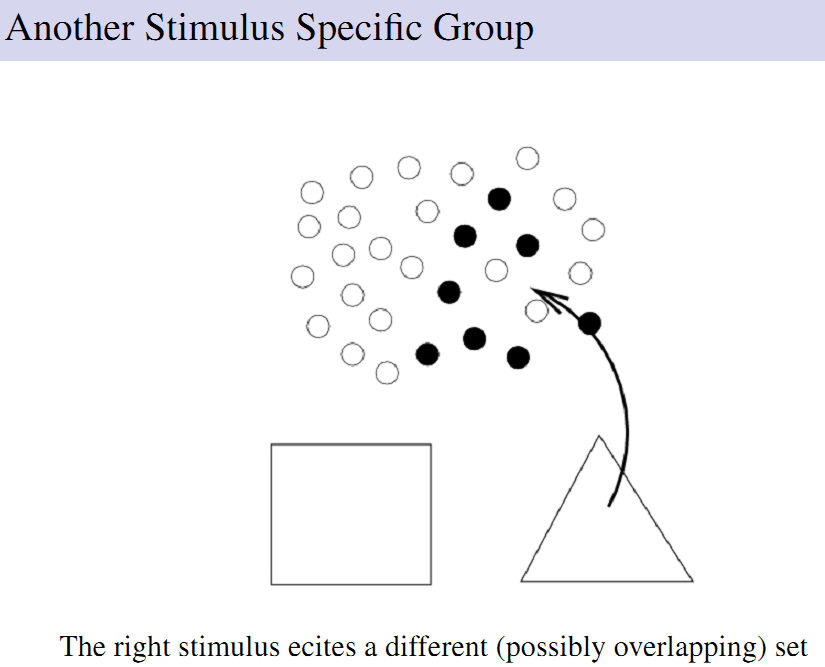 Another Stimulus Specific Group
The right stimulus ecites a different (possibly overlapping) set